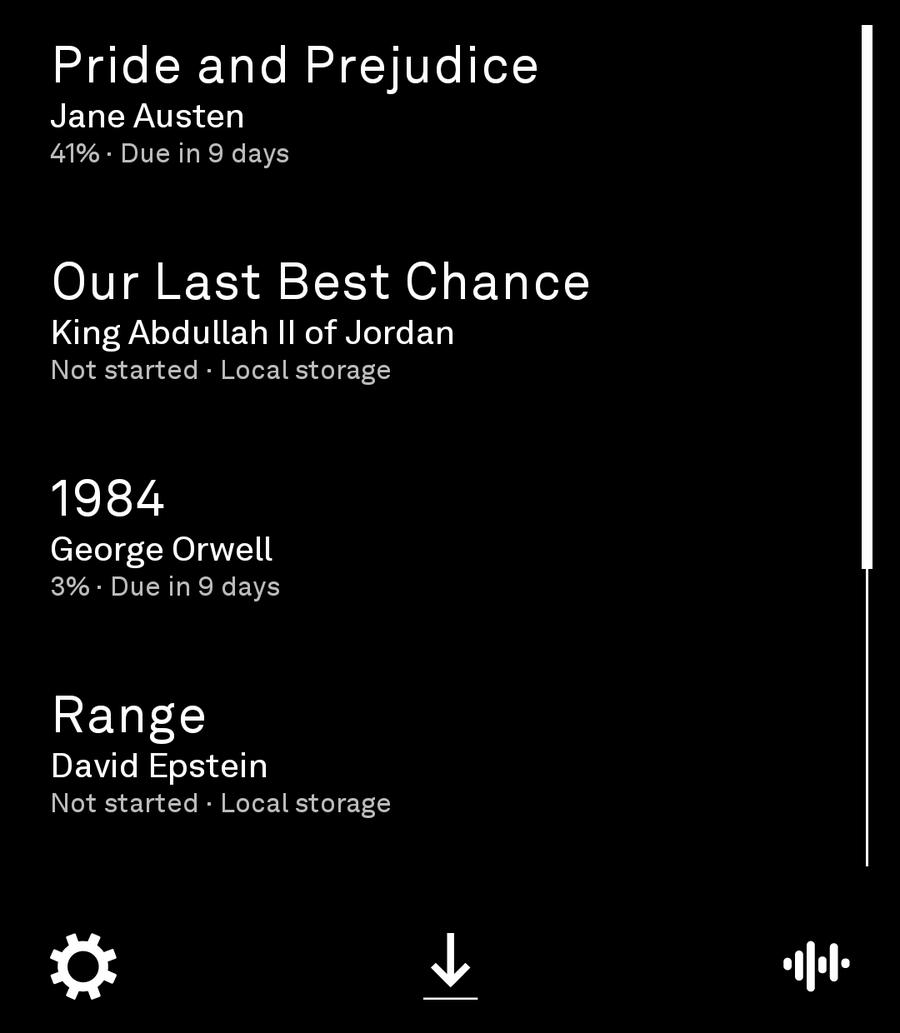 Pride and Prejudice
Jane Austen
41% · Due in 9 days
Our Last Best Chance
King Abdullah II of Jordan
Not started · Local storage
1984
George Orwell
3% · Due in 9 days
Range
David Epstein
Not started · Local storage